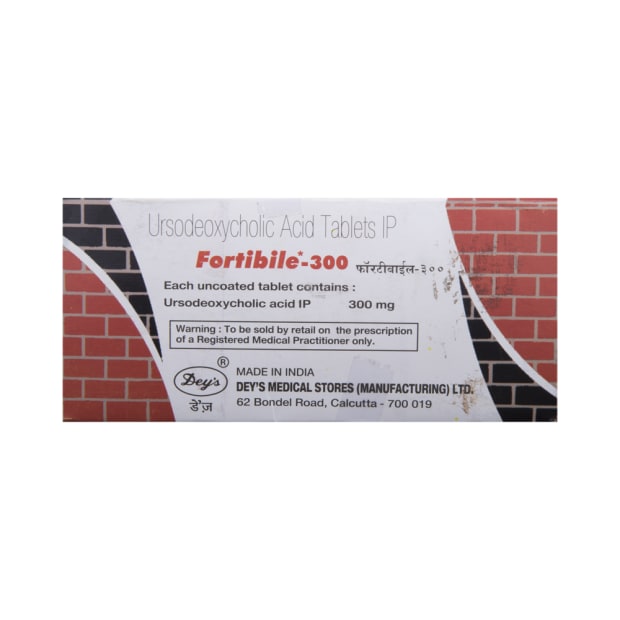 Ursodeoxycholic Acid Tablets IP
Fortibile*-300 फॉरटीबाईल-३००
Each uncoated tablet contains :
Ursodeoxycholic acid IP 300 mg
Warning : To be sold by retail on the prescription
of a Registered Medical Practitioner only.
Dey's ®
डे'ज़
MADE IN INDIA
DEY'S MEDICAL STORES (MANUFACTURING) LTD.
62 Bondel Road, Calcutta - 700 019